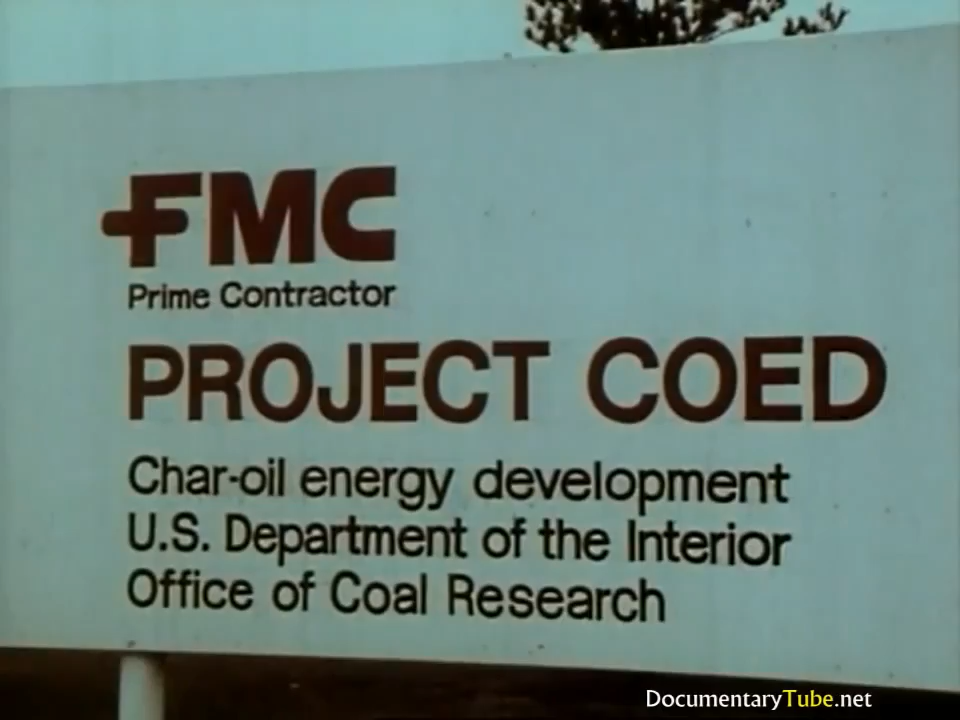 FMC
Prime Contractor
PROJECT COED
Char-oil energy development
U.S. Department of the Interior
Office of Coal Research
DocumentaryTube.net